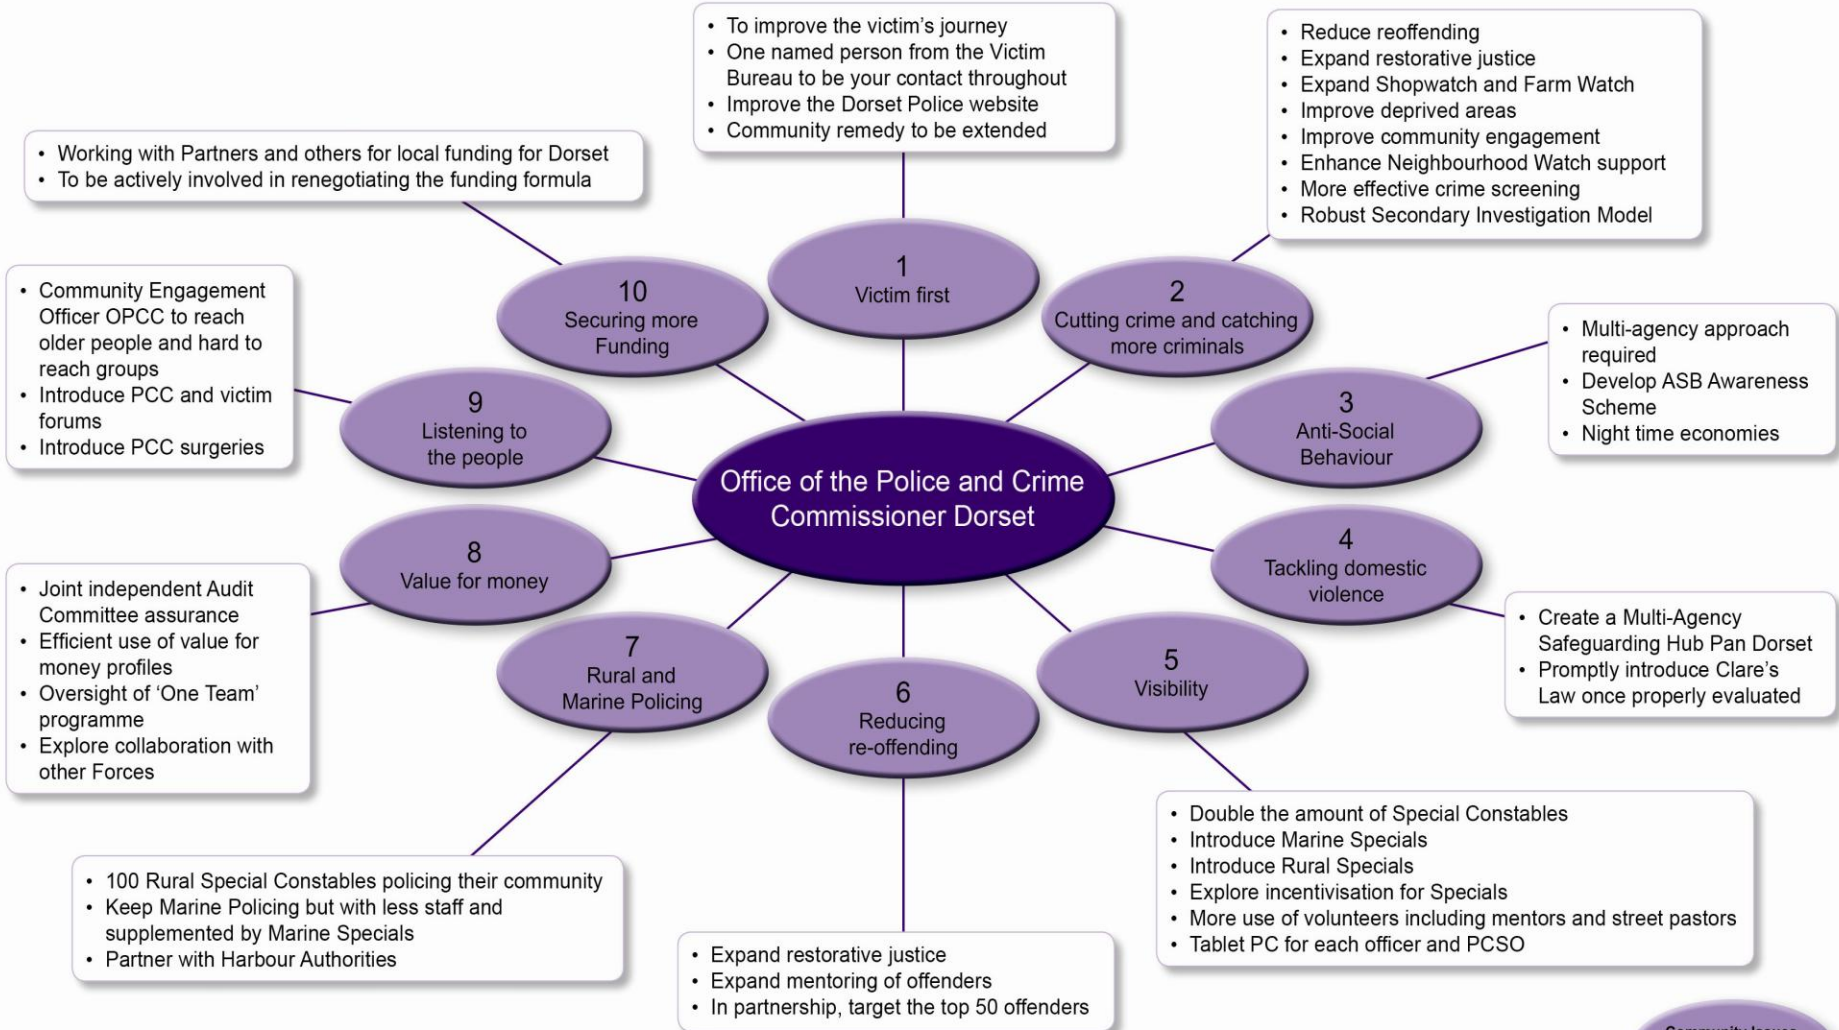 • To improve the victim's journey
• One named person from the Victim
Bureau to be your contact throughout
• Improve the Dorset Police website
• Community remedy to be extended
• Reduce reoffending
• Expand restorative justice
• Expand Shopwatch and Farm Watch
• Improve deprived areas
• Improve community engagement
• Enhance Neighbourhood Watch support
• More effective crime screening
• Robust Secondary Investigation Model
• Working with Partners and others for local funding for Dorset
• To be actively involved in renegotiating the funding formula
1
Victim first
10
Securing more
Funding
2
Cutting crime and catching
more criminals
• Community Engagement
Officer OPCC to reach
older people and hard to
reach groups
• Introduce PCC and victim
forums
• Introduce PCC surgeries
9
Listening to
the people
3
Anti-Social
Behaviour
• Multi-agency approach
required
• Develop ASB Awareness
Scheme
• Night time economies
Office of the Police and Crime
Commissioner Dorset
8
Value for money
4
Tackling domestic
violence
• Joint independent Audit
Committee assurance
• Efficient use of value for
money profiles
• Oversight of 'One Team'
programme
• Explore collaboration with
other Forces
• Create a Multi-Agency
Safeguarding Hub Pan Dorset
• Promptly introduce Clare's
Law once properly evaluated
7
Rural and
Marine Policing
6
Reducing
re-offending
5
Visibility
• 100 Rural Special Constables policing their community
• Keep Marine Policing but with less staff and
supplemented by Marine Specials
• Partner with Harbour Authorities
• Expand restorative justice
• Expand mentoring of offenders
• In partnership, target the top 50 offenders
• Double the amount of Special Constables
• Introduce Marine Specials
• Introduce Rural Specials
• Explore incentivisation for Specials
• More use of volunteers including mentors and street pastors
• Tablet PC for each officer and PCSO
Community Issues